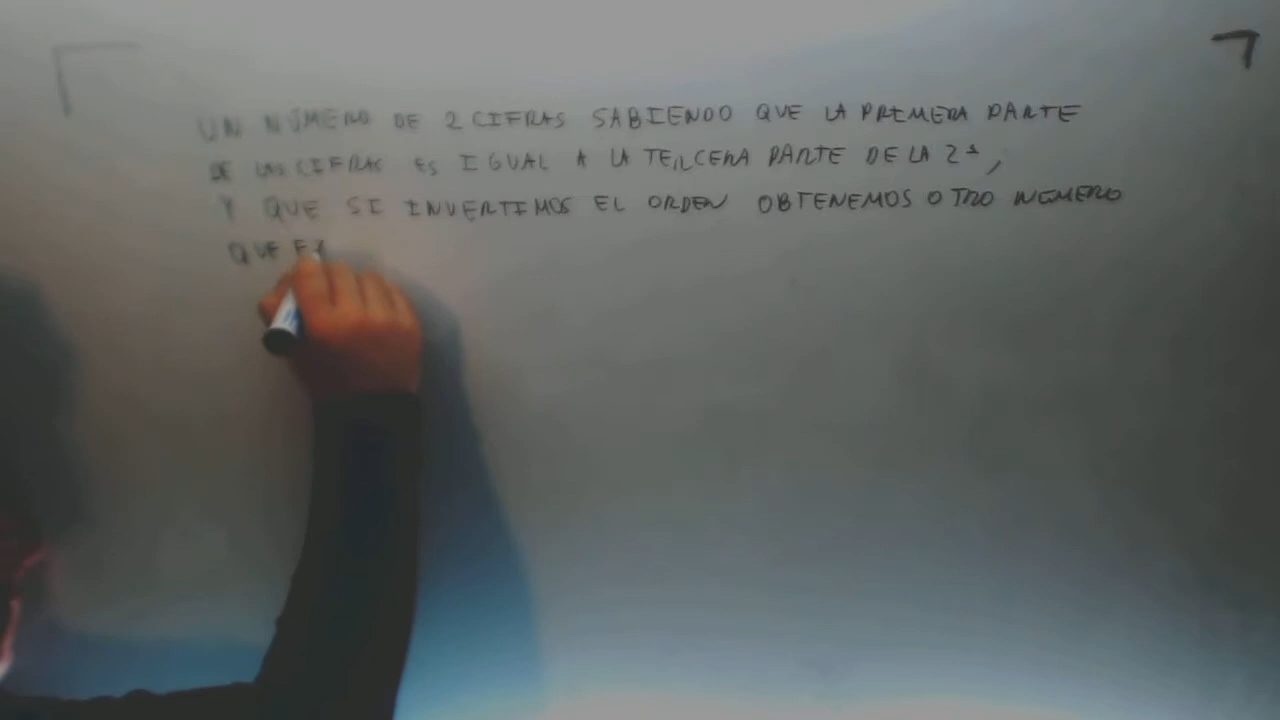 UN NÚMERO DE 2 CIFRAS SABIENDO QUE LA PRIMERA PARTE
DE LAS CIFRAS ES IGUAL A LA TERCERA PARTE DE LA 2ª,
Y QUE SI INVERTIMOS EL ORDEN OBTENEMOS OTRO NÚMERO
QUE